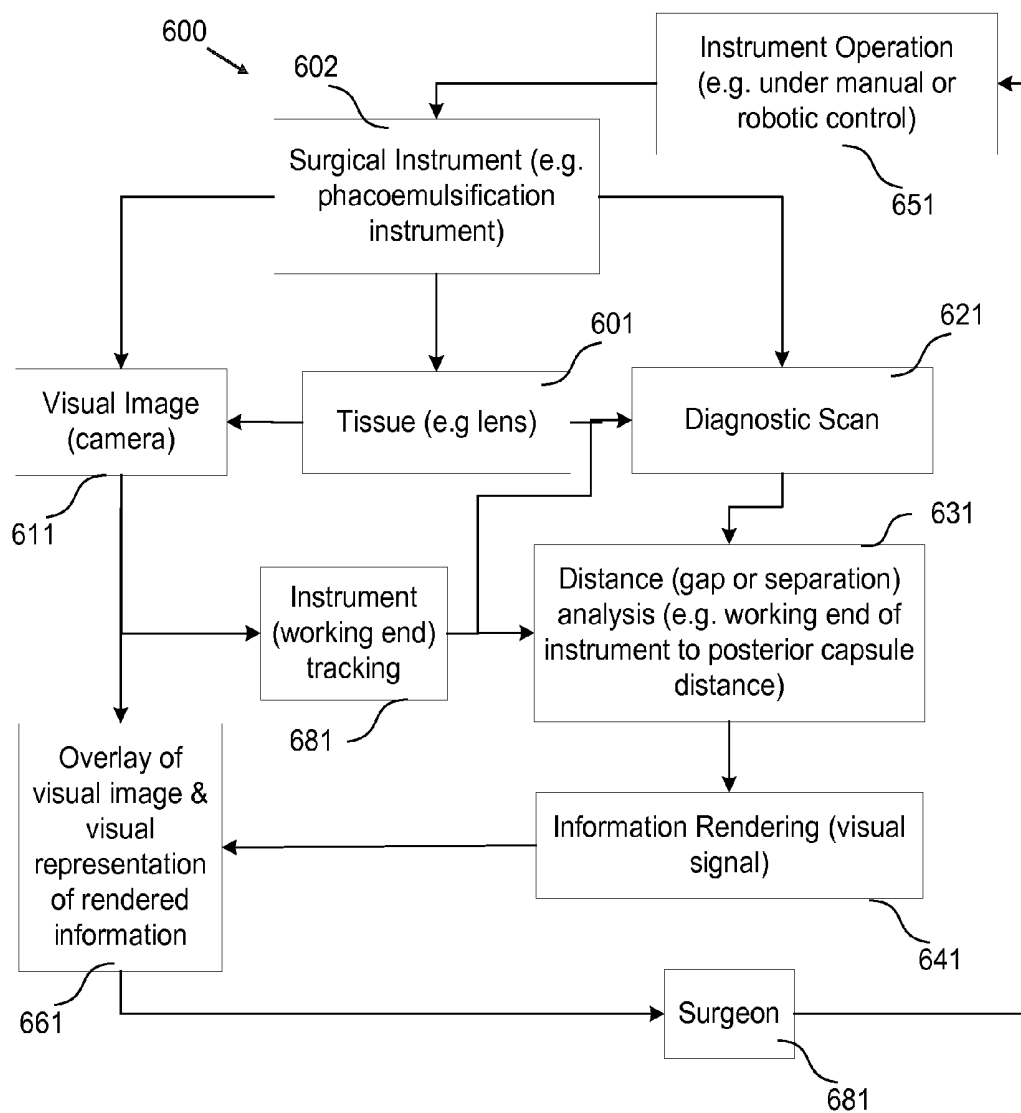 600
602
Instrument Operation
(e.g. under manual or
robotic control)
651
Surgical Instrument (e.g.
phacoemulsification
instrument)
601
621
Visual Image
(camera)
611
Tissue (e.g lens)
Diagnostic Scan
631
Instrument
(working end)
tracking
681
Distance (gap or separation)
analysis (e.g. working end of
instrument to posterior capsule
distance)
Overlay of
visual image &
visual
representation
of rendered
information
661
Information Rendering (visual
signal)
641
Surgeon
681